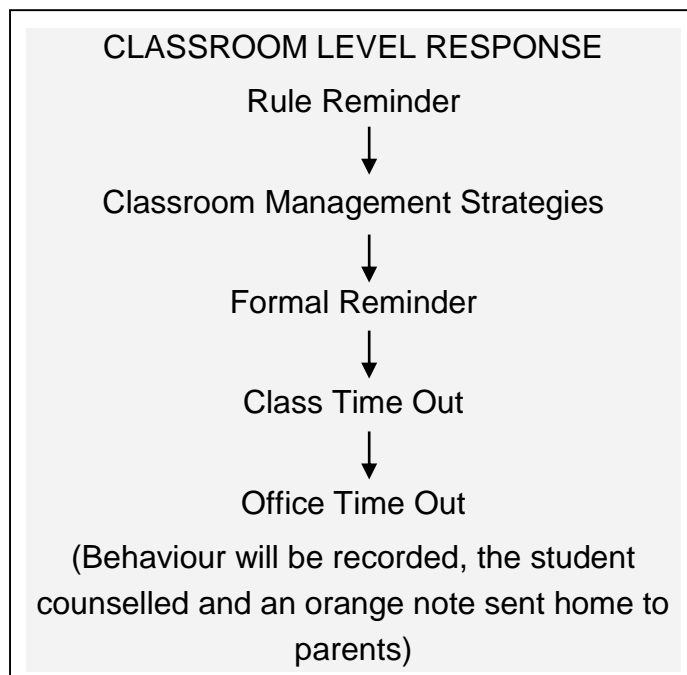 CLASSROOM LEVEL RESPONSE
Rule Reminder
Classroom Management Strategies
Formal Reminder
Class Time Out
Office Time Out
(Behaviour will be recorded, the student
counselled and an orange note sent home to
parents)